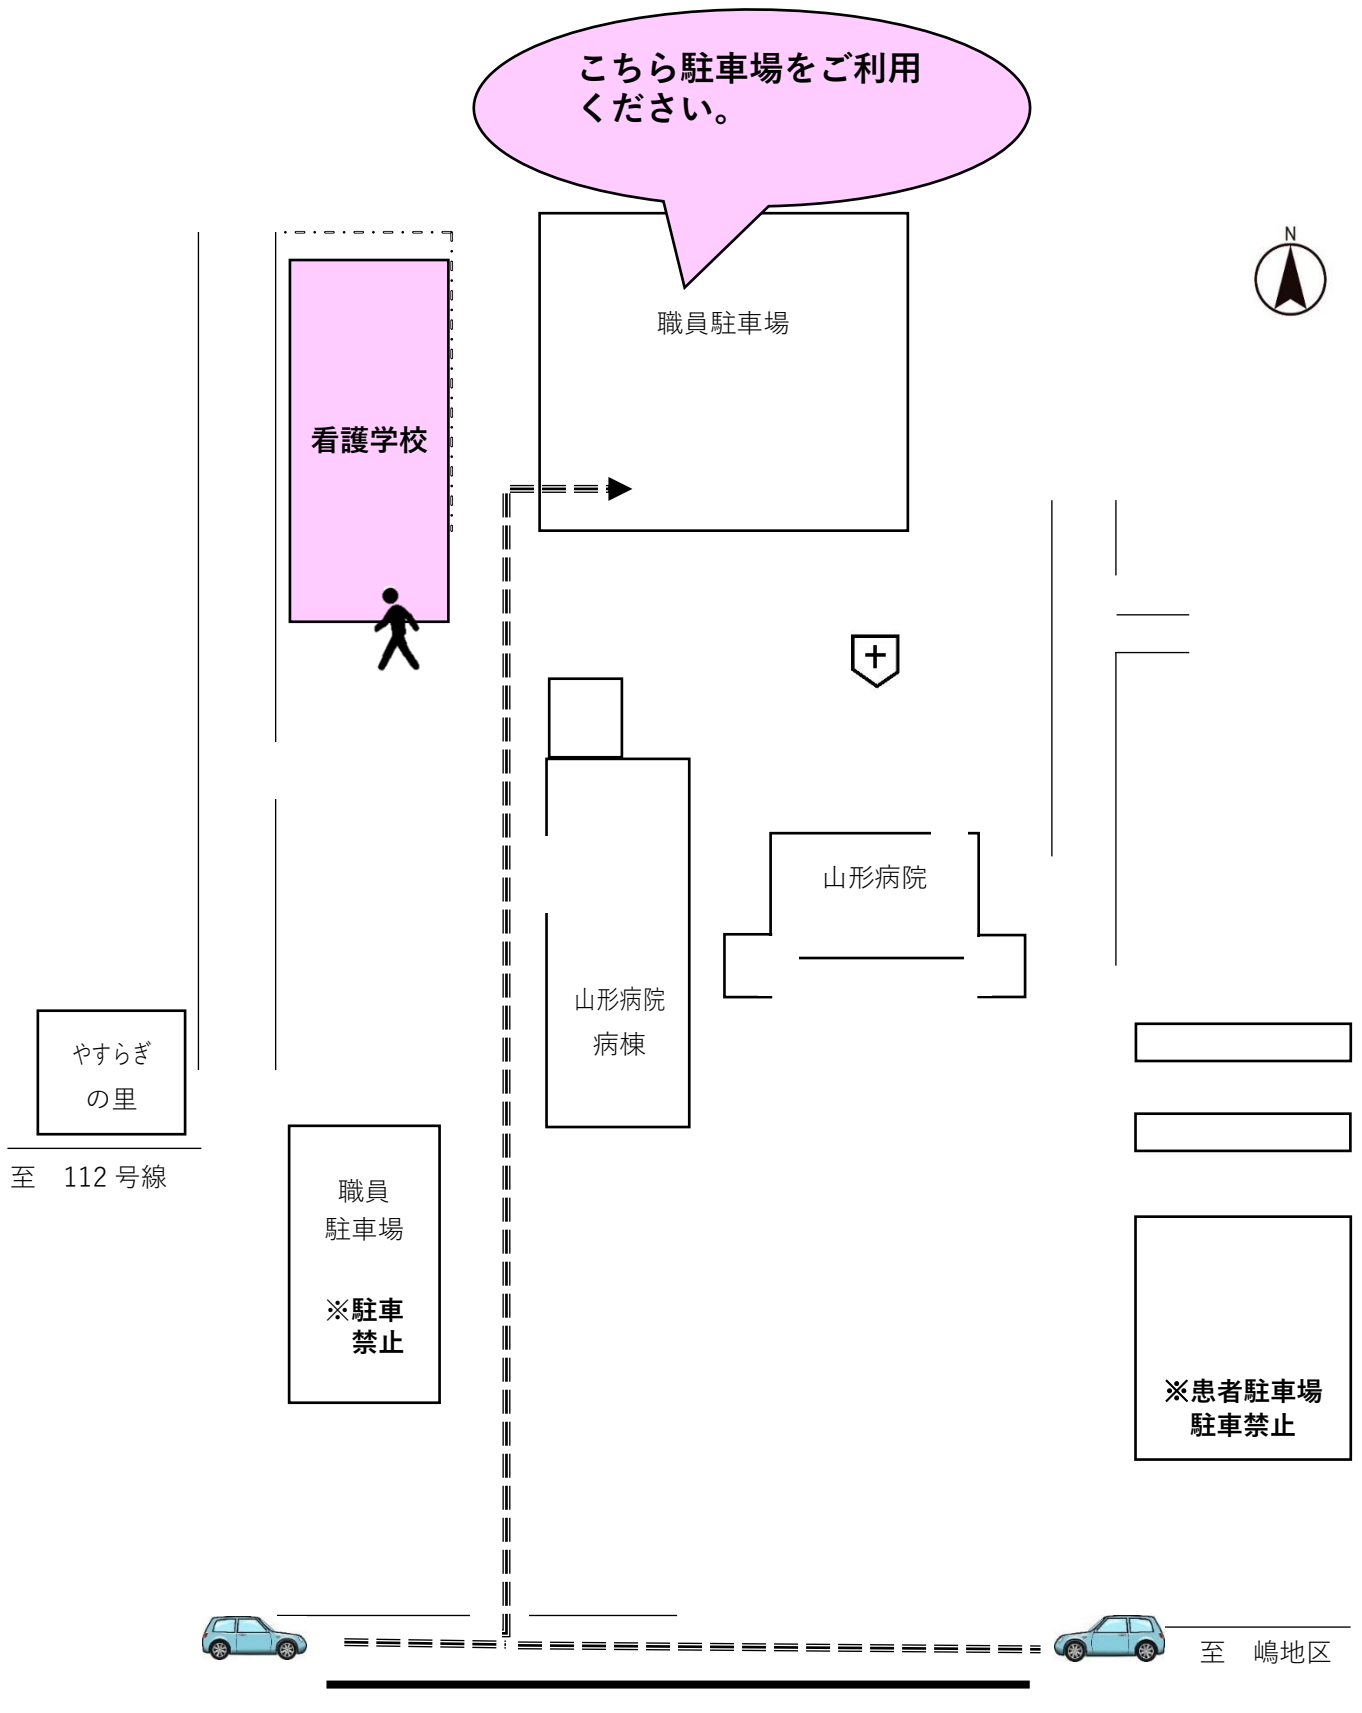 こちら駐車場をご利用
ください。
N
職員駐車場
看護学校
山形病院
山形病院
病棟
やすらぎ
の里
至　112 号線
職員
駐車場
※駐車
禁止
※患者駐車場
駐車禁止
至　嶋地区